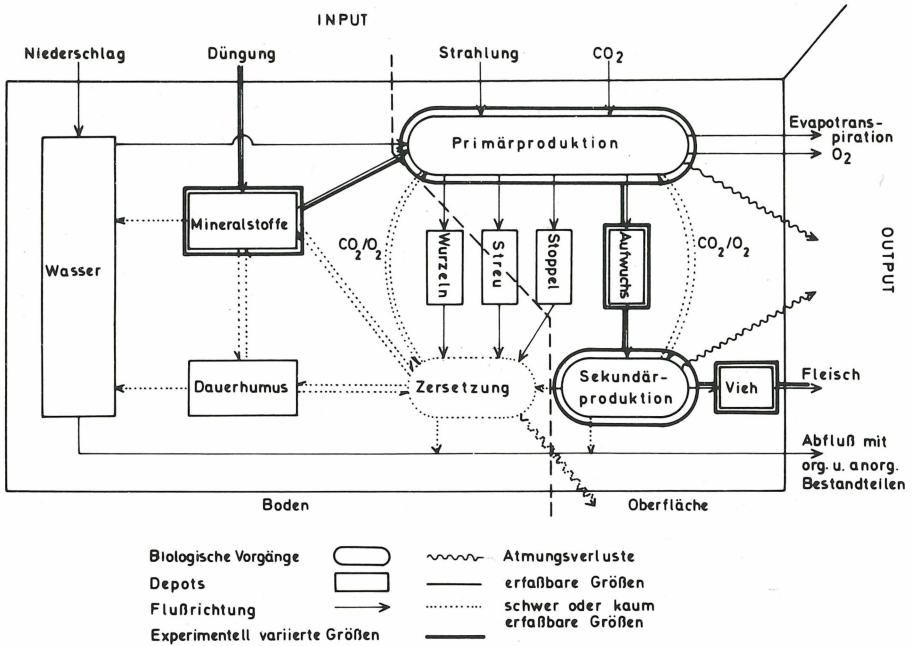 INPUT
Niederschlag
Düngung
Strahlung
CO2
Primärproduktion
Evapotrans-
piration
O2
Mineralstoffe
Wasser
CO2/O2
Wurzeln
Streu
Stoppel
Aufwuchs
CO2/O2
OUTPUT
Dauerhumus
Zersetzung
Sekundär-
produktion
Vieh
Fleisch
Abfluß mit
org. u. anorg.
Bestandteilen
Boden
Oberfläche
Biologische Vorgänge
Atmungsverluste
Depots
erfaßbare Größen
Flußrichtung
schwer oder kaum
erfaßbare Größen
Experimentell variierte Größen